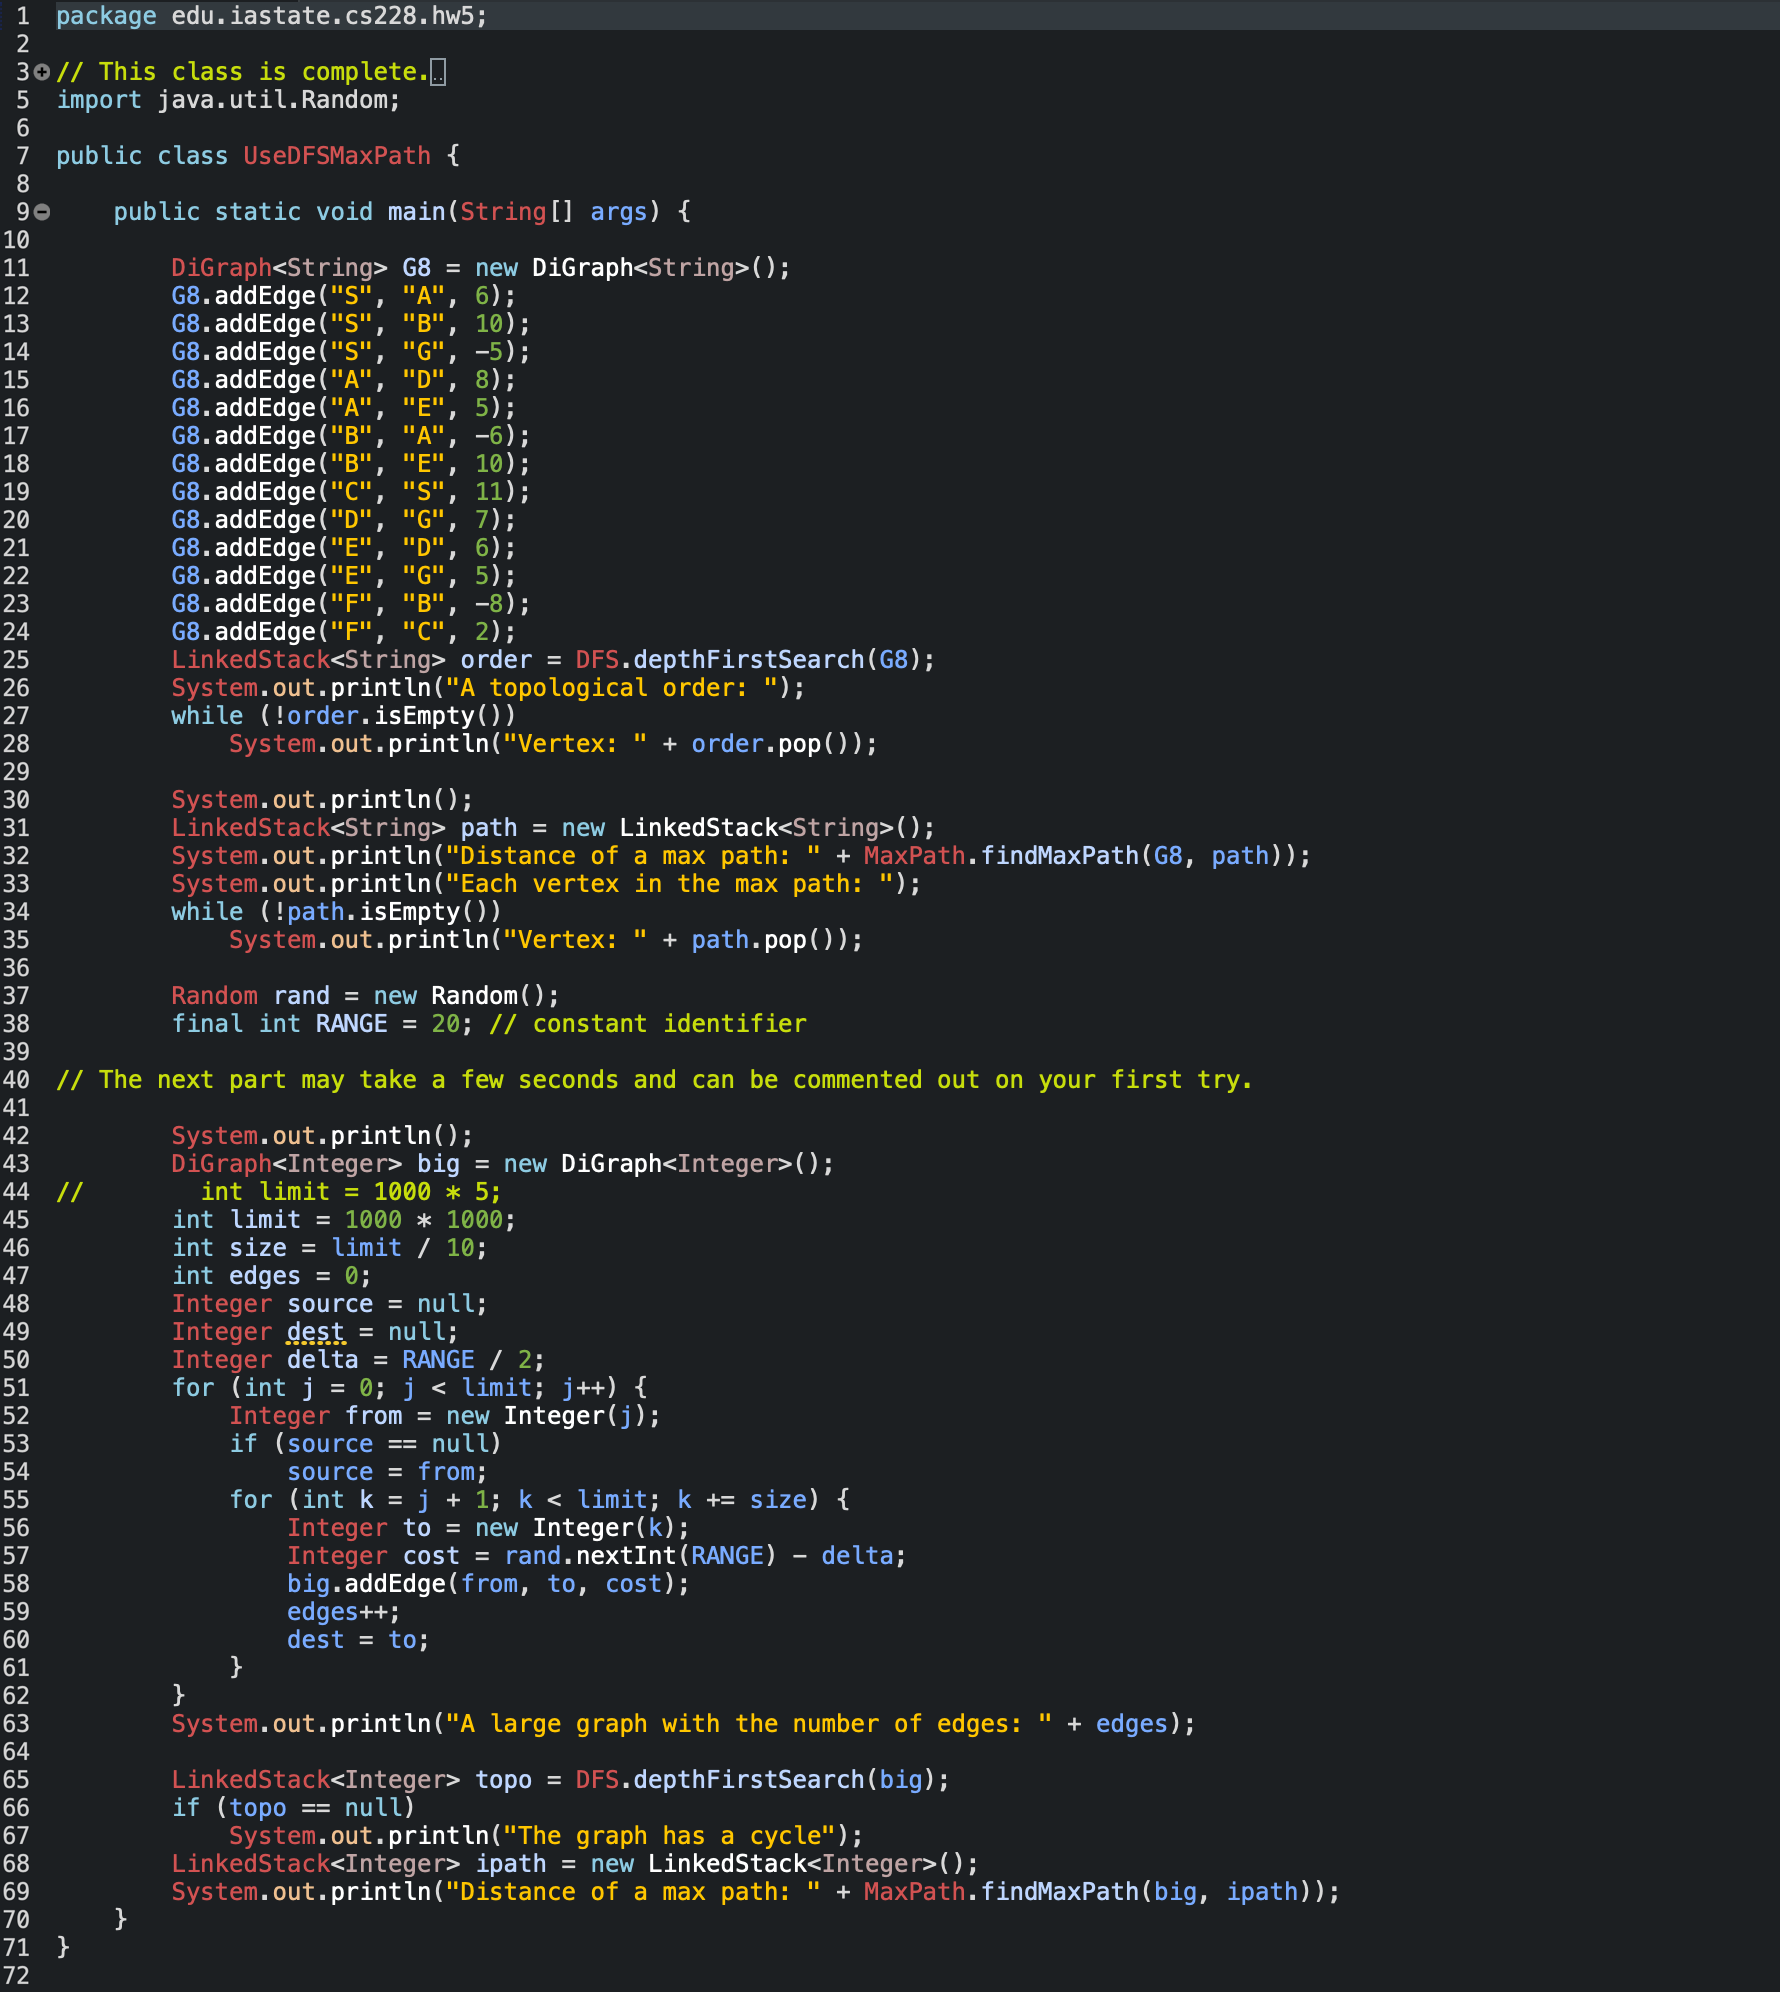 1 package edu.iastate.cs228.hw5;
2
3 // This class is complete...
5 import java.util.Random;
6
7 public class UseDFSMaxPath {
8
9     public static void main(String[] args) {
10
11         DiGraph<String> G8 = new DiGraph<String>();
12         G8.addEdge("S", "A", 6);
13         G8.addEdge("S", "B", 10);
14         G8.addEdge("S", "G", -5);
15         G8.addEdge("A", "D", 8);
16         G8.addEdge("A", "E", 5);
17         G8.addEdge("B", "A", -6);
18         G8.addEdge("B", "E", 10);
19         G8.addEdge("C", "S", 11);
20         G8.addEdge("D", "G", 7);
21         G8.addEdge("E", "D", 6);
22         G8.addEdge("E", "G", 5);
23         G8.addEdge("F", "B", -8);
24         G8.addEdge("F", "C", 2);
25         LinkedStack<String> order = DFS.depthFirstSearch(G8);
26         System.out.println("A topological order: ");
27         while (!order.isEmpty())
28             System.out.println("Vertex: " + order.pop());
29
30         System.out.println();
31         LinkedStack<String> path = new LinkedStack<String>();
32         System.out.println("Distance of a max path: " + MaxPath.findMaxPath(G8, path));
33         System.out.println("Each vertex in the max path: ");
34         while (!path.isEmpty())
35             System.out.println("Vertex: " + path.pop());
36
37         Random rand = new Random();
38         final int RANGE = 20; // constant identifier
39
40 // The next part may take a few seconds and can be commented out on your first try.
41
42         System.out.println();
43         DiGraph<Integer> big = new DiGraph<Integer>();
44 //        int limit = 1000 * 5;
45         int limit = 1000 * 1000;
46         int size = limit / 10;
47         int edges = 0;
48         Integer source = null;
49         Integer dest = null;
50         Integer delta = RANGE / 2;
51         for (int j = 0; j < limit; j++) {
52             Integer from = new Integer(j);
53             if (source == null)
54                 source = from;
55             for (int k = j + 1; k < limit; k += size) {
56                 Integer to = new Integer(k);
57                 Integer cost = rand.nextInt(RANGE) - delta;
58                 big.addEdge(from, to, cost);
59                 edges++;
60                 dest = to;
61             }
62         }
63         System.out.println("A large graph with the number of edges: " + edges);
64
65         LinkedStack<Integer> topo = DFS.depthFirstSearch(big);
66         if (topo == null)
67             System.out.println("The graph has a cycle");
68         LinkedStack<Integer> ipath = new LinkedStack<Integer>();
69         System.out.println("Distance of a max path: " + MaxPath.findMaxPath(big, ipath));
70     }
71 }
72